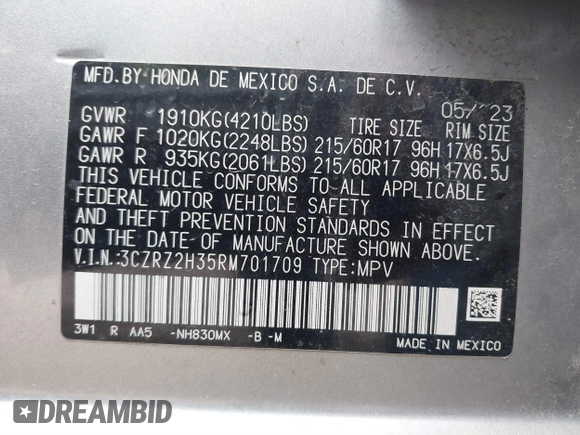 MFD.BY HONDA DE MEXICO S.A. DE C.V.
05/ 23
GVWR 1910KG(4210LBS) TIRE SIZE RIM SIZE
GAWR F 1020KG(2248LBS) 215/60R17 96H 17X6.5J
GAWR R 935KG(2061LBS) 215/60R17 96H 17X6.5J
THIS VEHICLE CONFORMS TO ALL APPLICABLE
FEDERAL MOTOR VEHICLE SAFETY
AND THEFT PREVENTION STANDARDS IN EFFECT
ON THE DATE OF MANUFACTURE SHOWN ABOVE.
V.I.N.:3CZRZ2H35RM701709 TYPE:MPV
3W1 R AA5 -NH830MX -B -M MADE IN MEXICO
DREAMBID